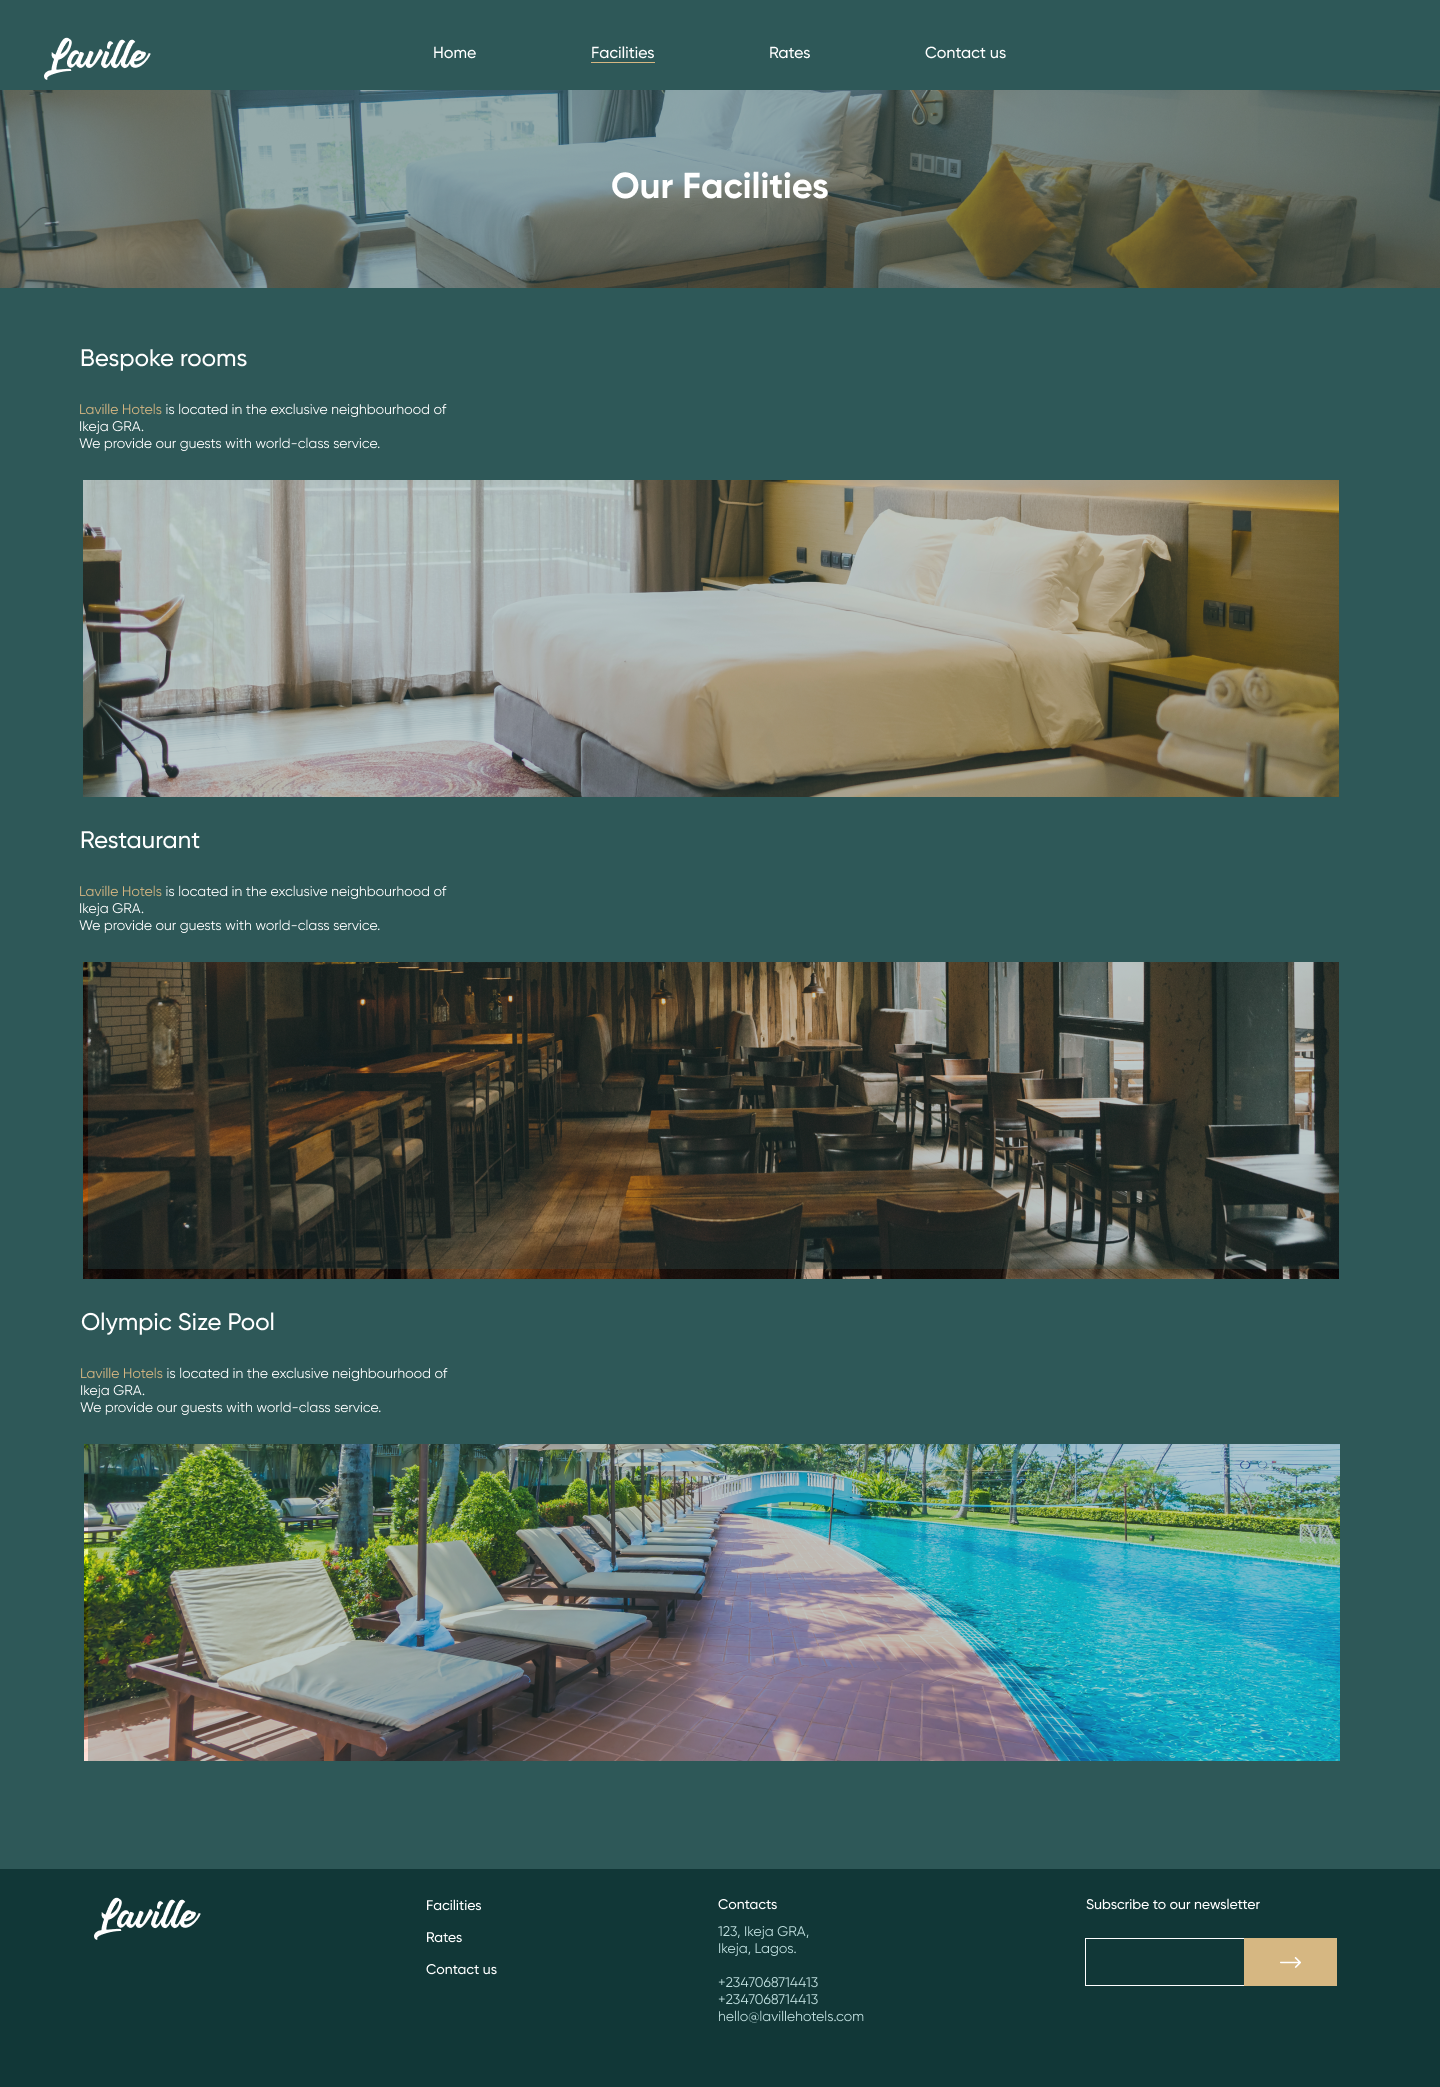 Laville
Home
Facilities
Rates
Contact us
Our Facilities
Bespoke rooms
Laville Hotels is located in the exclusive neighbourhood of
Ikeja GRA.
We provide our guests with world-class service.
Restaurant
Laville Hotels is located in the exclusive neighbourhood of
Ikeja GRA.
We provide our guests with world-class service.
Olympic Size Pool
Laville Hotels is located in the exclusive neighbourhood of
Ikeja GRA.
We provide our guests with world-class service.
Laville
Facilities
Rates
Contact us
Contacts
123, Ikeja GRA,
Ikeja, Lagos.
+2347068714413
+2347068714413
hello@lavillehotels.com
Subscribe to our newsletter